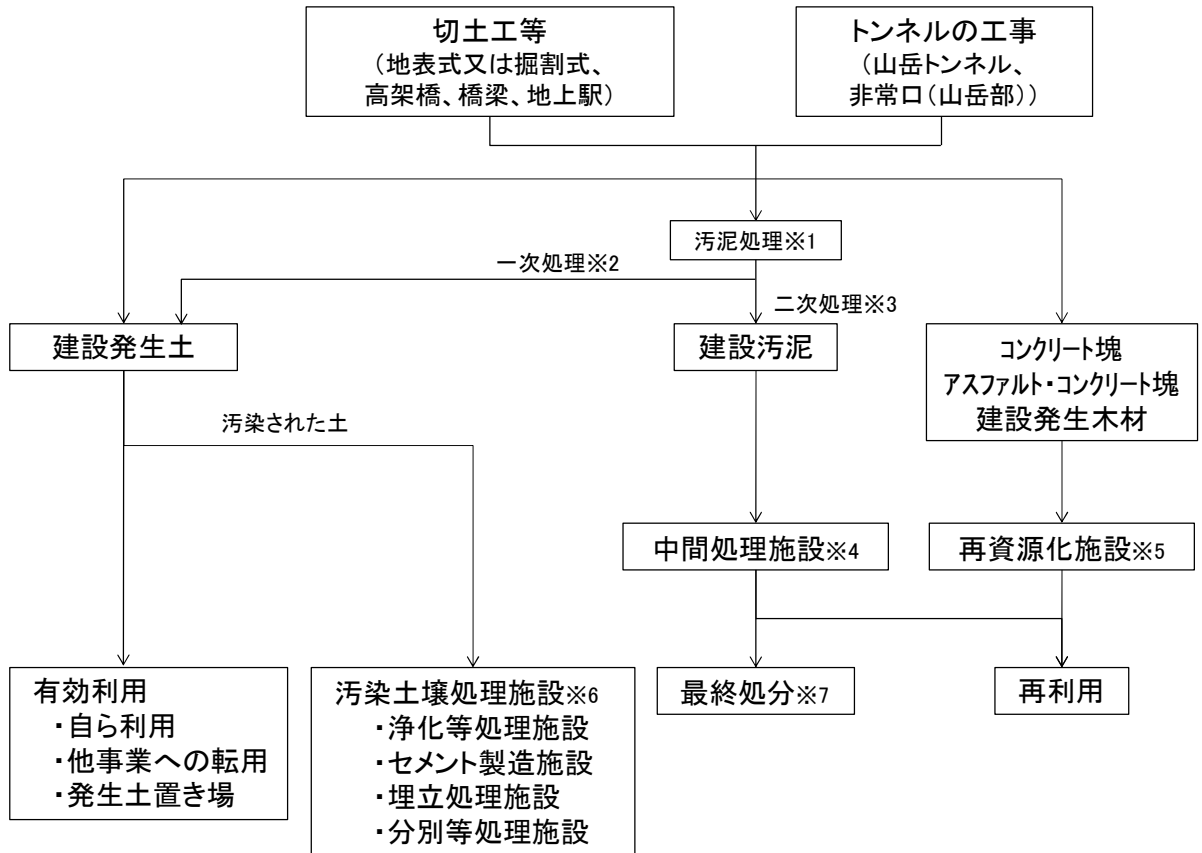 切土工等
（地表式又は掘割式、
高架橋、橋梁、地上駅）
トンネルの工事
（山岳トンネル、
非常口（山岳部））
汚泥処理※1
一次処理※2
二次処理※3
建設発生土
建設汚泥
コンクリート塊
アスファルト・コンクリート塊
建設発生木材
汚染された土
中間処理施設※4
再資源化施設※5
有効利用
・自ら利用
・他事業への転用
・発生土置き場
汚染土壌処理施設※6
・浄化等処理施設
・セメント製造施設
・埋立処理施設
・分別等処理施設
最終処分※7
再利用